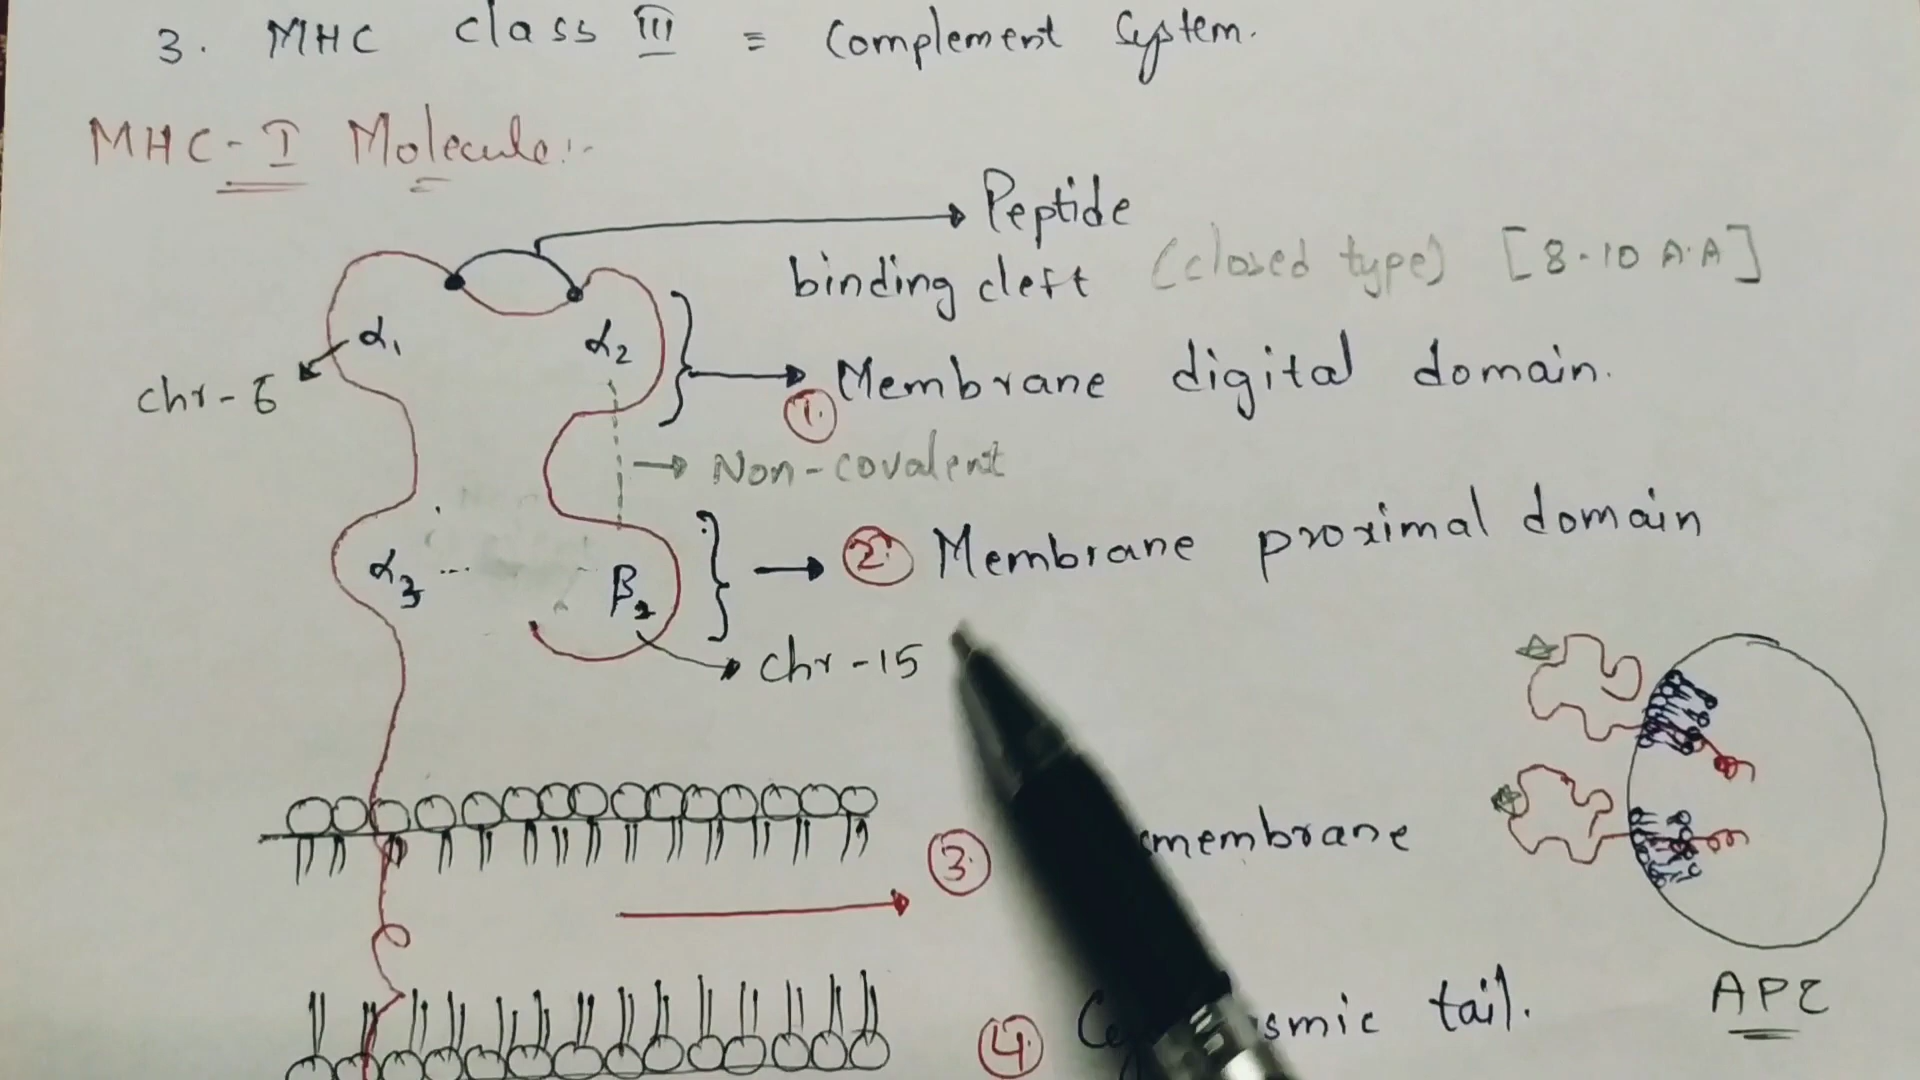 3. MHC class III = Complement System.
MHC-I Molecule:-
Peptide
binding cleft (closed type) [8-10 A.A]
α1
α2
chr-6
1. Membrane digital domain.
Non-covalent
α3 ...
β2
2. Membrane proximal domain
chr-15
3 membrane
4. smic tail.
APC